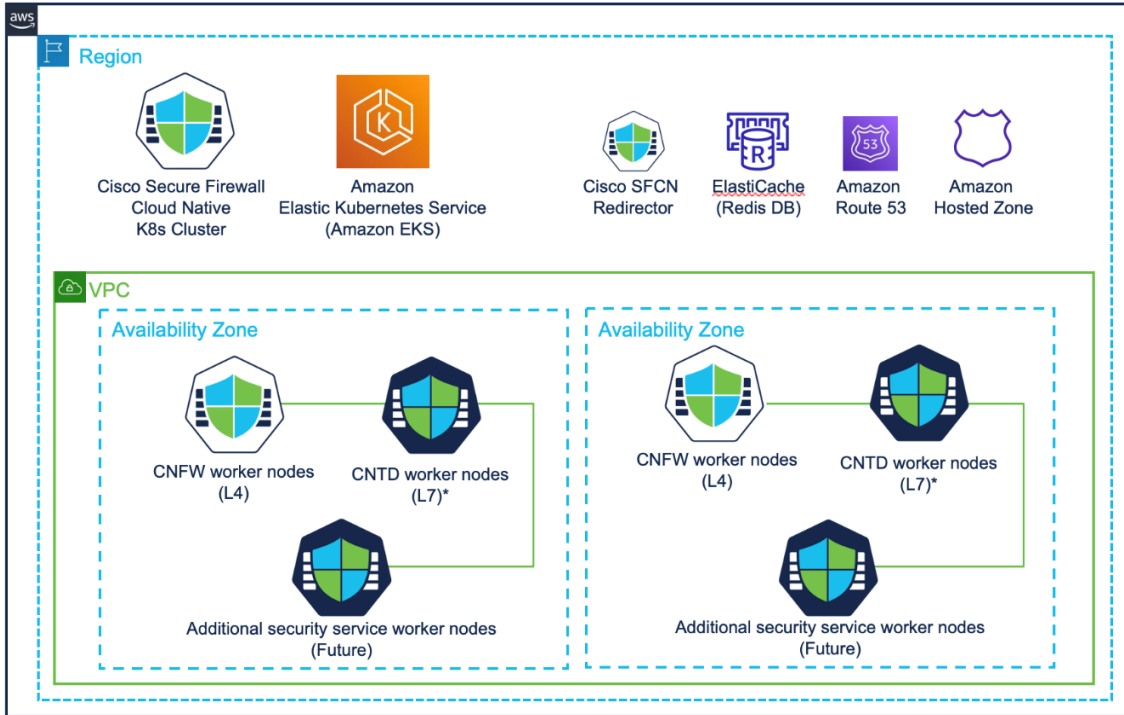 aws
Region
Cisco Secure Firewall
Cloud Native
K8s Cluster
Amazon
Elastic Kubernetes Service
(Amazon EKS)
Cisco SFCN
Redirector
ElastiCache
(Redis DB)
Amazon
Route 53
Amazon
Hosted Zone
K
R
53
VPC
Availability Zone
CNFW worker nodes
(L4)
CNTD worker nodes
(L7)*
Additional security service worker nodes
(Future)
Availability Zone
CNFW worker nodes
(L4)
CNTD worker nodes
(L7)*
Additional security service worker nodes
(Future)